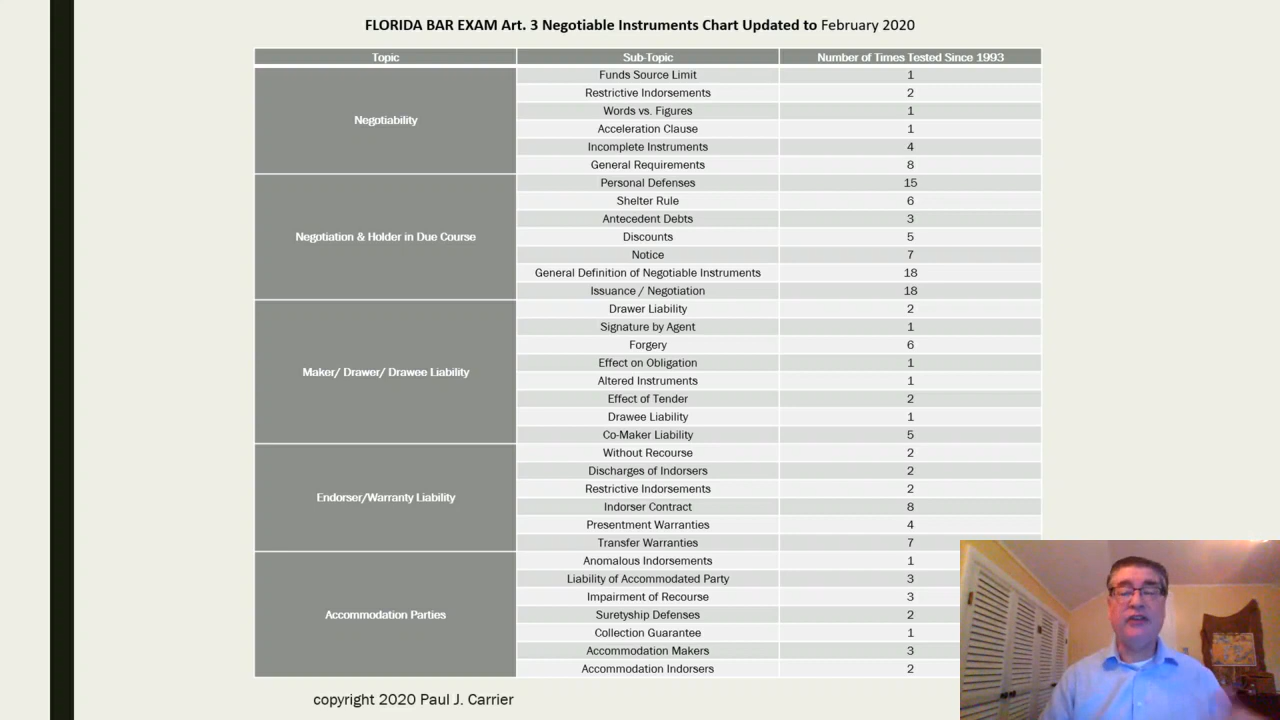 FLORIDA BAR EXAM Art. 3 Negotiable Instruments Chart Updated to February 2020
Topic Sub-Topic Number of Times Tested Since 1993
Negotiability
Funds Source Limit 1
Restrictive Indorsements 2
Words vs. Figures 1
Acceleration Clause 1
Incomplete Instruments 4
General Requirements 8
Negotiation & Holder in Due Course
Personal Defenses 15
Shelter Rule 6
Antecedent Debts 3
Discounts 5
Notice 7
General Definition of Negotiable Instruments 18
Issuance / Negotiation 18
Maker/ Drawer/ Drawee Liability
Drawer Liability 2
Signature by Agent 1
Forgery 6
Effect on Obligation 1
Altered Instruments 1
Effect of Tender 2
Drawee Liability 1
Co-Maker Liability 5
Endorser/Warranty Liability
Without Recourse 2
Discharges of Indorsers 2
Restrictive Indorsements 2
Indorser Contract 8
Presentment Warranties 4
Transfer Warranties 7
Accommodation Parties
Anomalous Indorsements 1
Liability of Accommodated Party 3
Impairment of Recourse 3
Suretyship Defenses 2
Collection Guarantee 1
Accommodation Makers 3
Accommodation Indorsers 2
copyright 2020 Paul J. Carrier